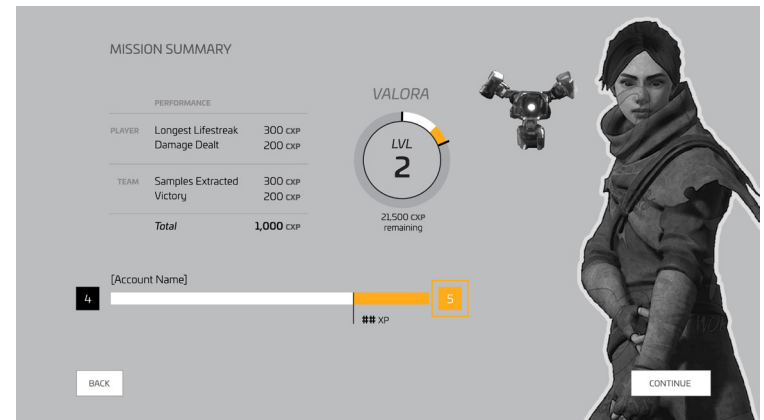 MISSION SUMMARY
PERFORMANCE
PLAYER Longest Lifestreak 300 CXP
Damage Dealt 200 CXP
TEAM Samples Extracted 300 CXP
Victory 200 CXP
Total 1,000 CXP
VALORA
LVL
2
21,500 CXP
remaining
[Account Name]
4 5
## XP
BACK CONTINUE